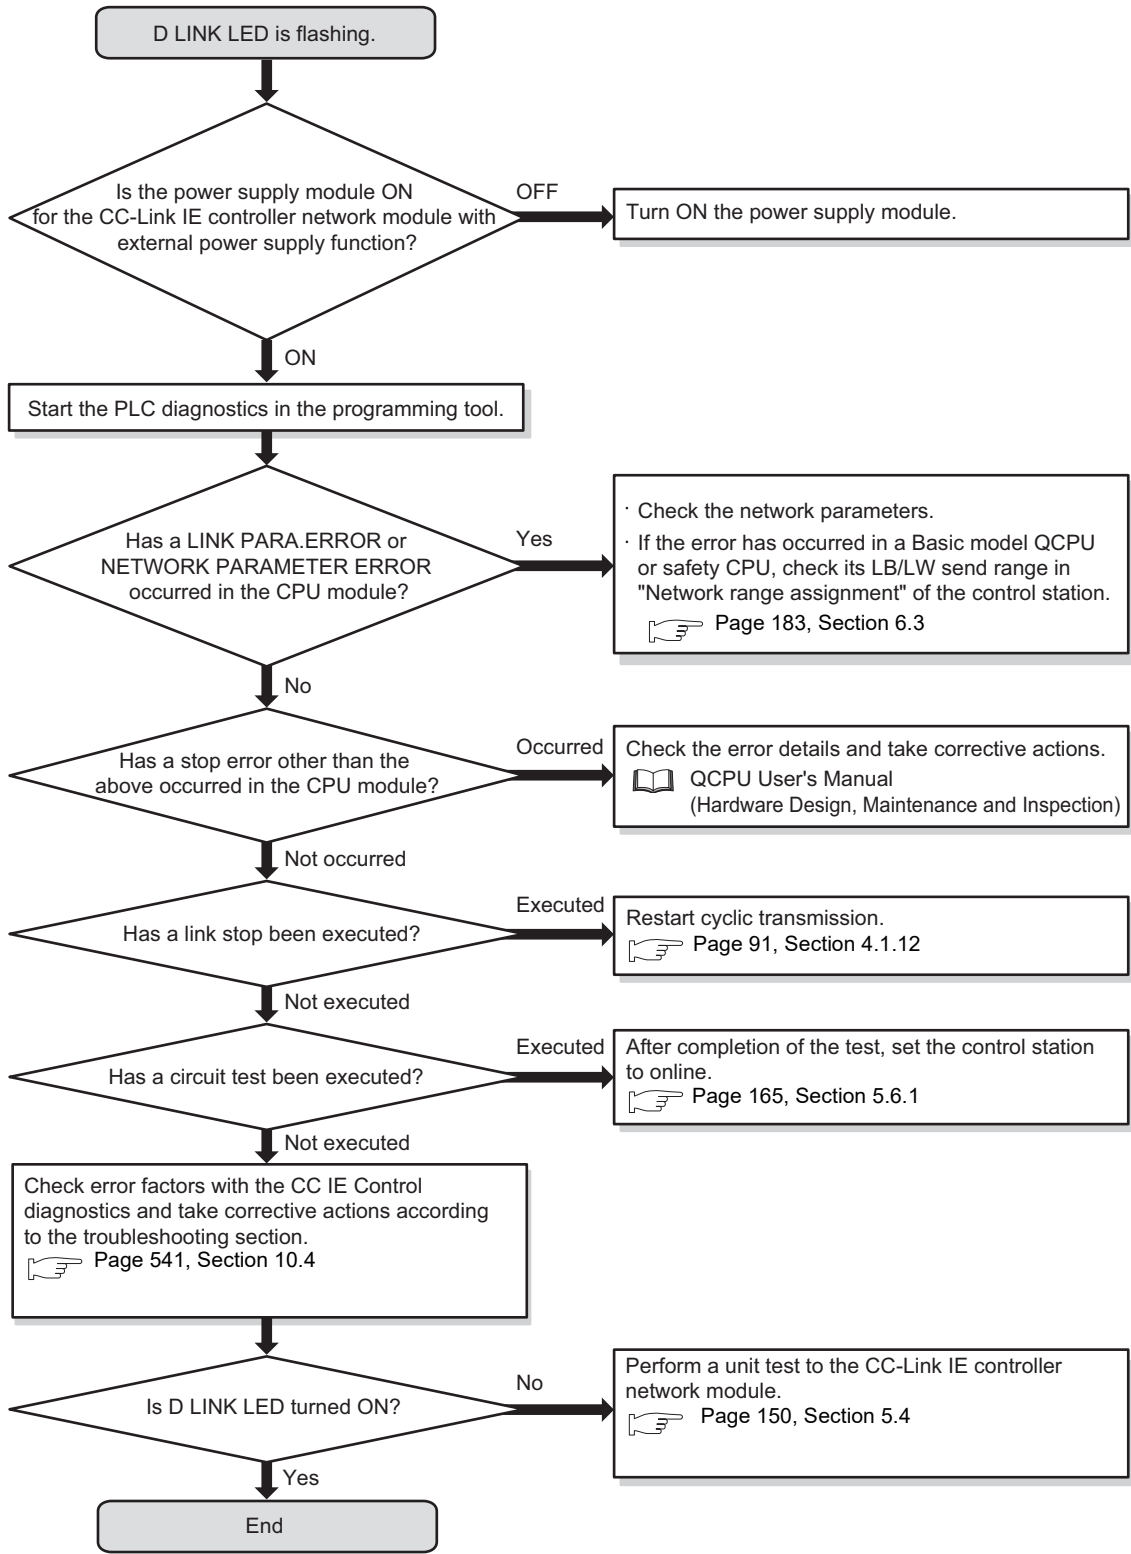 D LINK LED is flashing.
Is the power supply module ON
for the CC-Link IE controller network module with
external power supply function?
OFF
Turn ON the power supply module.
ON
Start the PLC diagnostics in the programming tool.
Has a LINK PARA.ERROR or
NETWORK PARAMETER ERROR
occurred in the CPU module?
Yes
· Check the network parameters.
· If the error has occurred in a Basic model QCPU
or safety CPU, check its LB/LW send range in
"Network range assignment" of the control station.
Page 183, Section 6.3
No
Has a stop error other than the
above occurred in the CPU module?
Occurred
Check the error details and take corrective actions.
QCPU User's Manual
(Hardware Design, Maintenance and Inspection)
Not occurred
Has a link stop been executed?
Executed
Restart cyclic transmission.
Page 91, Section 4.1.12
Not executed
Has a circuit test been executed?
Executed
After completion of the test, set the control station
to online.
Page 165, Section 5.6.1
Not executed
Check error factors with the CC IE Control
diagnostics and take corrective actions according
to the troubleshooting section.
Page 541, Section 10.4
Is D LINK LED turned ON?
No
Perform a unit test to the CC-Link IE controller
network module.
Page 150, Section 5.4
Yes
End